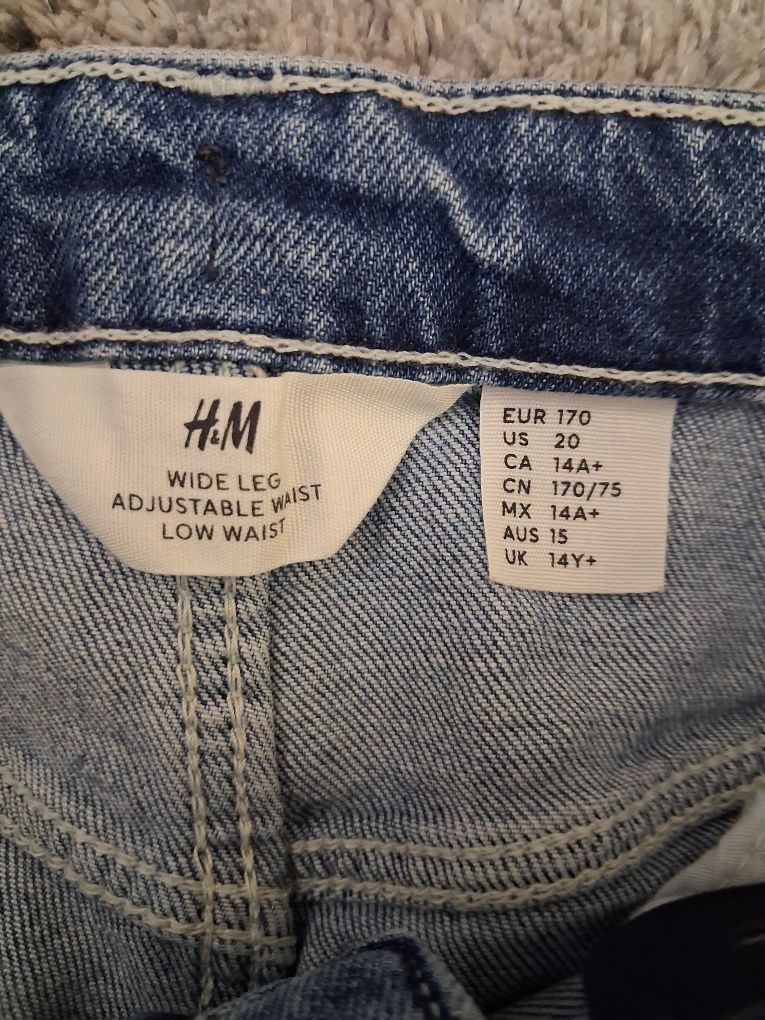 H&M
WIDE LEG
ADJUSTABLE WAIST
LOW WAIST
EUR 170
US 20
CA 14A+
CN 170/75
MX 14A+
AUS 15
UK 14Y+